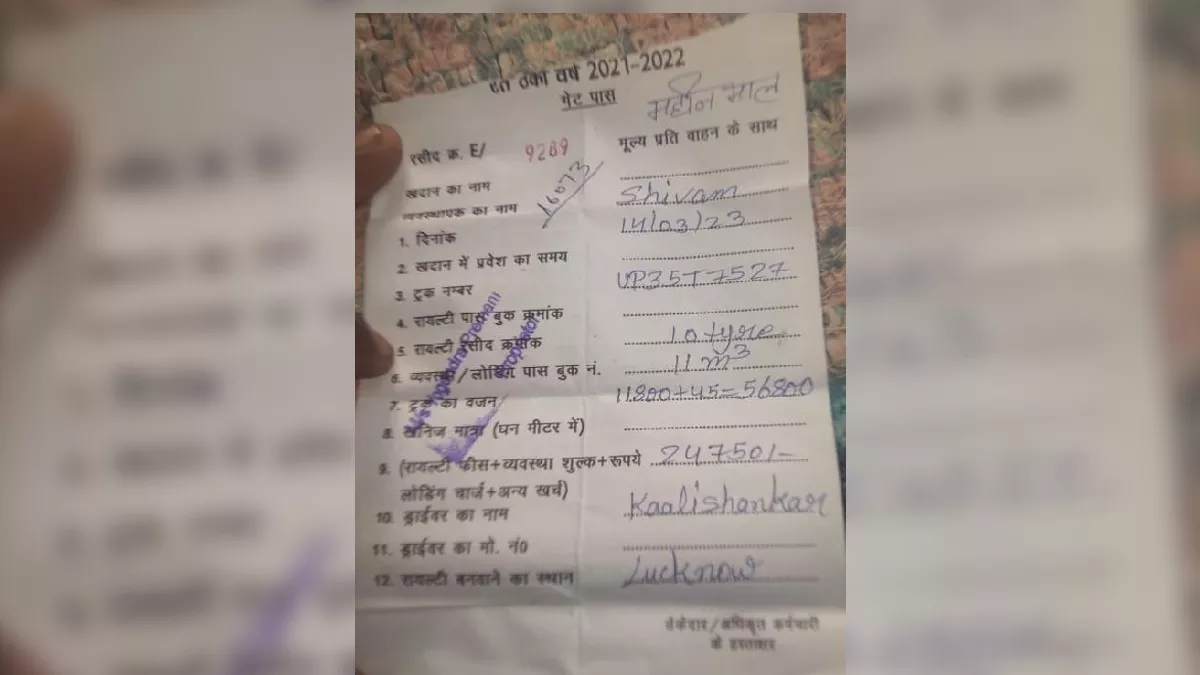 रेत ठेका वर्ष 2021-2022
गेट पास
महीन माल
रसीद क्र. E/ 9289 मूल्य प्रति वाहन के साथ
खदान का नाम
16073
व्यवस्थापक का नाम Shivam
1. दिनांक 14/03/23
2. खदान में प्रवेश का समय
3. ट्रक नम्बर UP35T7527
4. रायल्टी पास बुक क्रमांक
5. रायल्टी रसीद क्रमांक 10 tyre
6. व्यवस्था/लोडिंग पास बुक नं. 11 m3
7. ट्रक का वजन 11800+45=56800
8. खनिज मात्रा (घन मीटर में)
9. (रायल्टी फीस+व्यवस्था शुल्क+रूपये 24750/-
लोडिंग चार्ज+अन्य खर्च)
10. ड्राईवर का नाम Kaalishankar
11. ड्राईवर का मो. नं0
12. रायल्टी बनवाने का स्थान Lucknow
ठेकेदार/अधिकृत कर्मचारी
के हस्ताक्षर